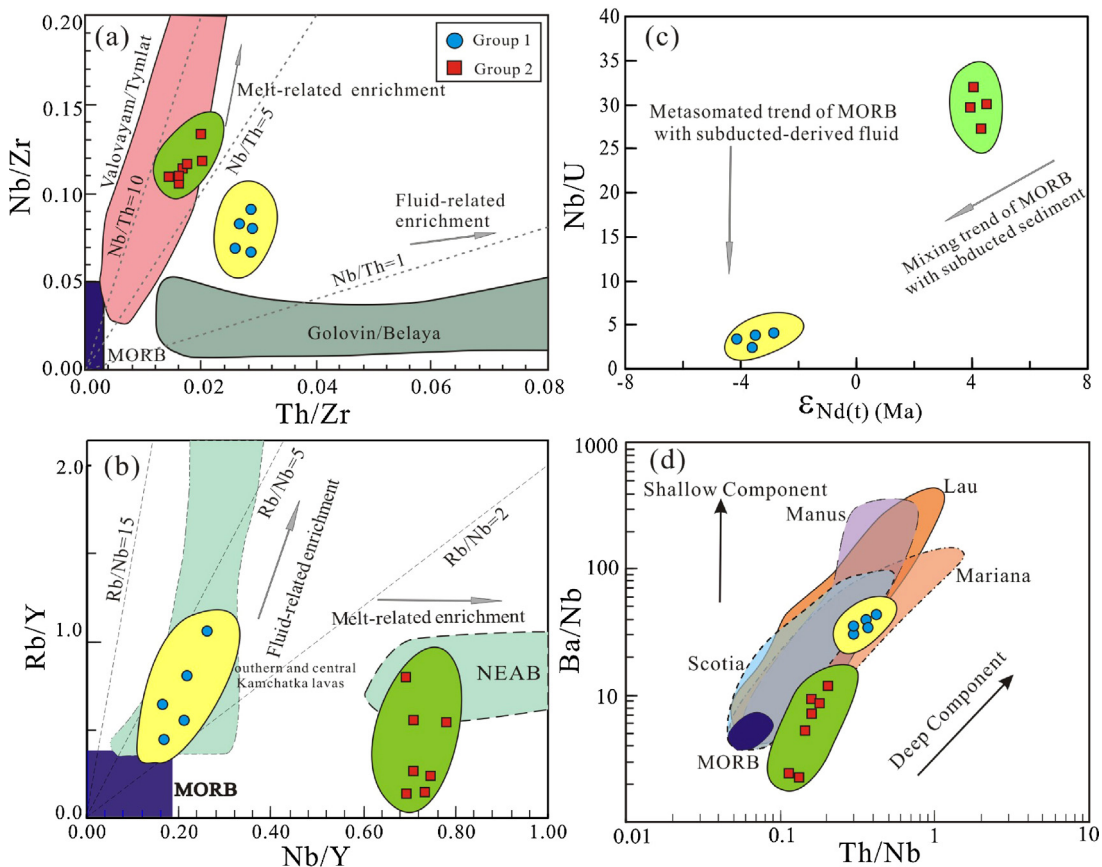 (a)
Group 1
Group 2
Valovayam/Tymlat
Melt-related enrichment
Nb/Th=5
Nb/Th=10
Fluid-related
enrichment
Nb/Th=1
Golovin/Belaya
MORB
0.20
0.15
0.10
0.05
0.00
Nb/Zr
0.00
0.02
0.04
0.06
0.08
Th/Zr
(c)
Metasomated trend of MORB
with subducted-derived fluid
Mixing trend of MORB
with subducted sediment
40
35
30
25
20
15
10
5
0
Nb/U
-8
-4
0
4
8
εNd(t) (Ma)
(b)
Rb/Nb=15
Rb/Nb=5
Rb/Nb=2
Fluid-related enrichment
Melt-related enrichment
outhern and central
Kamchatka lavas
NEAB
MORB
2.0
1.0
0.0
Rb/Y
0.00
0.20
0.40
0.60
0.80
1.00
Nb/Y
(d)
Shallow Component
Lau
Manus
Mariana
Scotia
MORB
Deep Component
1000
100
10
1
Ba/Nb
0.01
0.1
1
10
Th/Nb